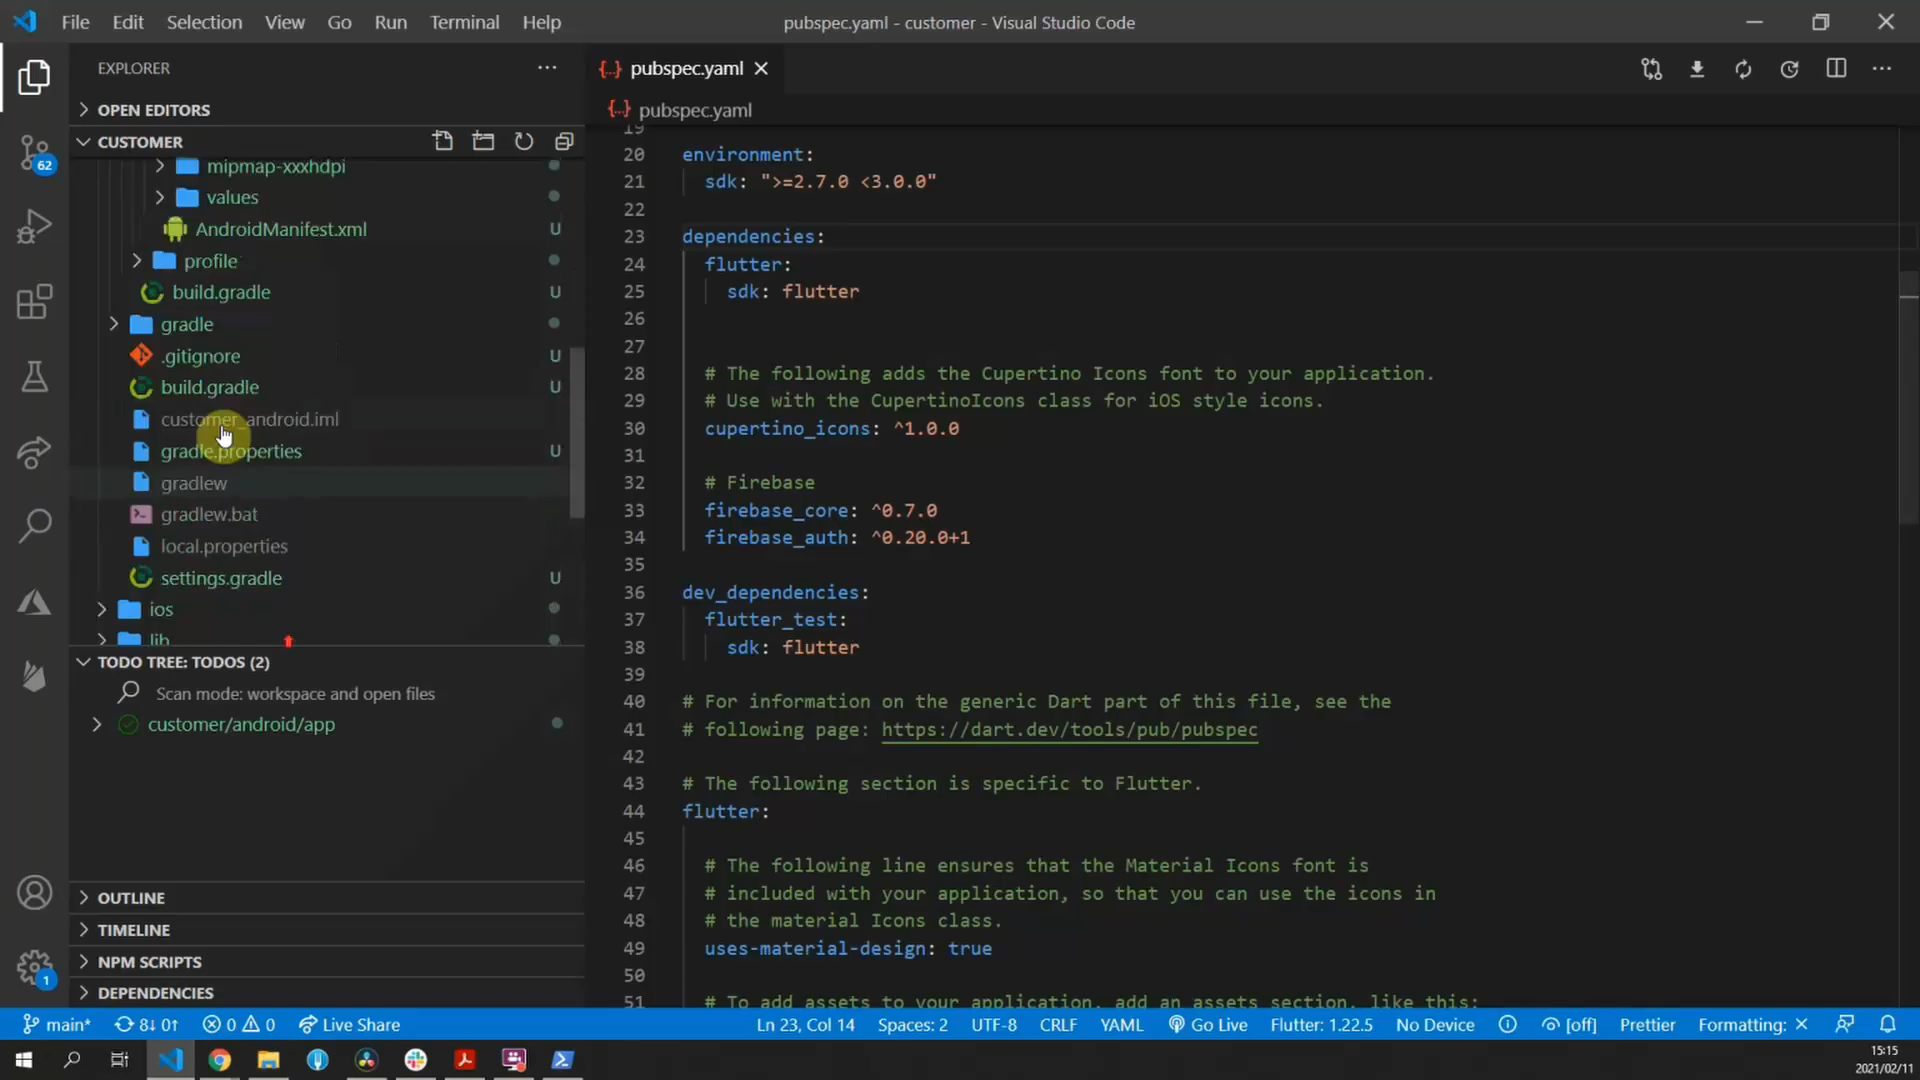 File Edit Selection View Go Run Terminal Help
pubspec.yaml - customer - Visual Studio Code
EXPLORER
OPEN EDITORS
CUSTOMER
mipmap-xxxhdpi
values
AndroidManifest.xml U
profile
build.gradle U
gradle
.gitignore U
build.gradle U
customer_android.iml
gradle.properties U
gradlew
gradlew.bat
local.properties
settings.gradle U
ios
lib
TODO TREE: TODOS (2)
Scan mode: workspace and open files
customer/android/app
OUTLINE
TIMELINE
NPM SCRIPTS
DEPENDENCIES
62
1
pubspec.yaml
pubspec.yaml
19
20 environment:
21 sdk: ">=2.7.0 <3.0.0"
22
23 dependencies:
24 flutter:
25 sdk: flutter
26
27
28 # The following adds the Cupertino Icons font to your application.
29 # Use with the CupertinoIcons class for iOS style icons.
30 cupertino_icons: ^1.0.0
31
32 # Firebase
33 firebase_core: ^0.7.0
34 firebase_auth: ^0.20.0+1
35
36 dev_dependencies:
37 flutter_test:
38 sdk: flutter
39
40 # For information on the generic Dart part of this file, see the
41 # following page: https://dart.dev/tools/pub/pubspec
42
43 # The following section is specific to Flutter.
44 flutter:
45
46 # The following line ensures that the Material Icons font is
47 # included with your application, so that you can use the icons in
48 # the material Icons class.
49 uses-material-design: true
50
51 # To add assets to your application, add an assets section, like this:
main* 8↓ 0↑ 0 0 Live Share
Ln 23, Col 14 Spaces: 2 UTF-8 CRLF YAML Go Live Flutter: 1.22.5 No Device [off] Prettier Formatting: ×
15:15
2021/02/11